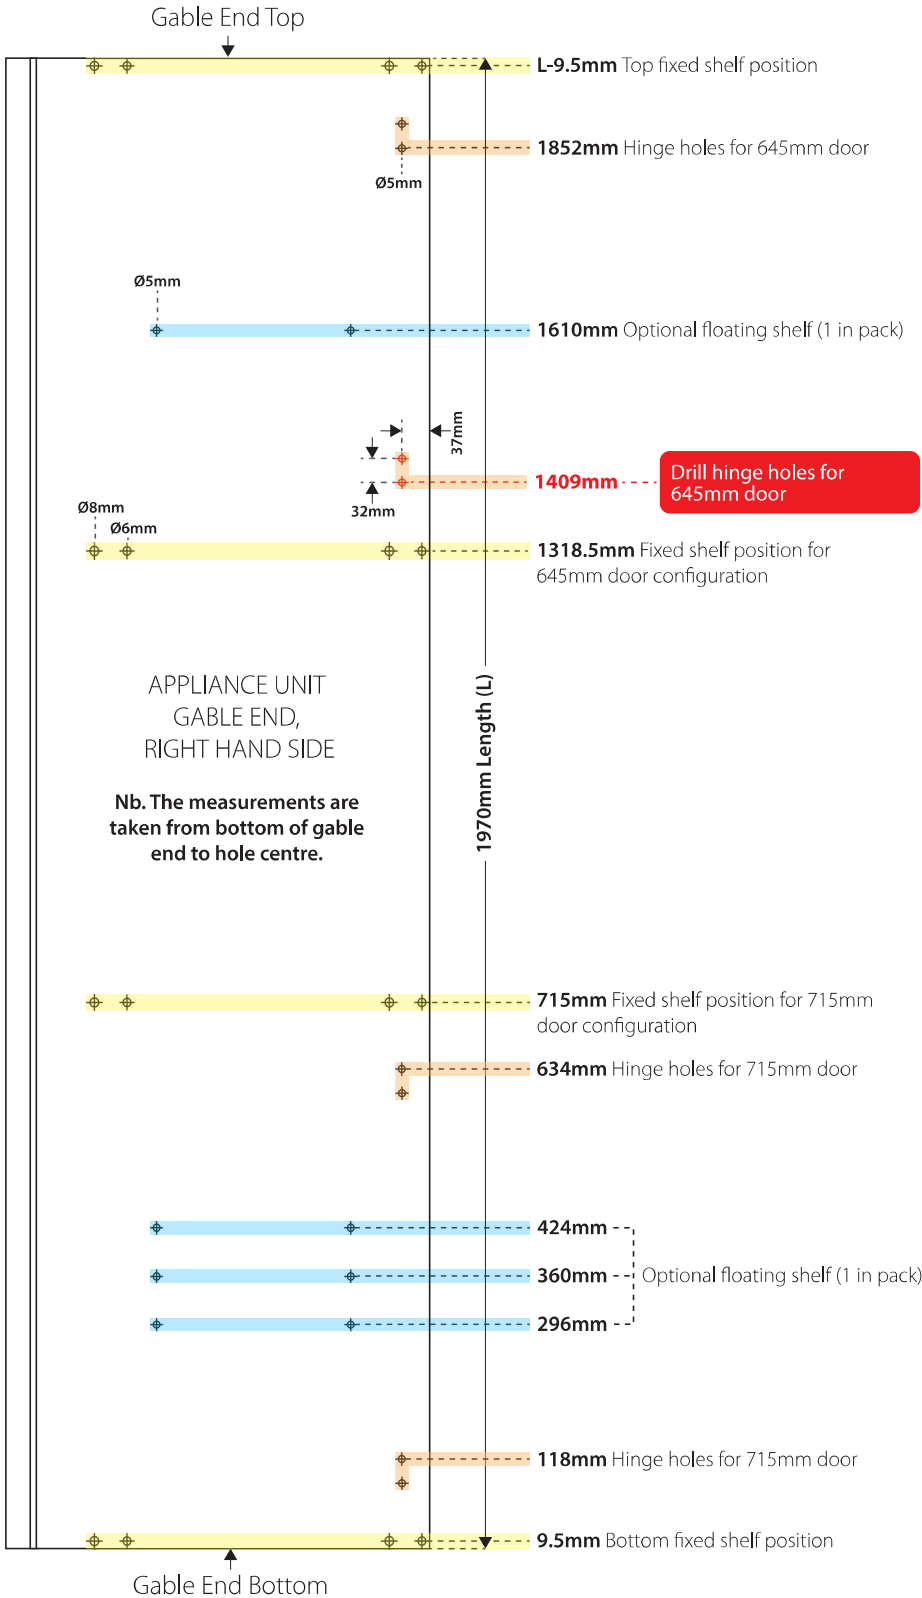 Gable End Top
L-9.5mm Top fixed shelf position
1852mm Hinge holes for 645mm door
Ø5mm
Ø5mm
1610mm Optional floating shelf (1 in pack)
37mm
32mm
1409mm
Drill hinge holes for
645mm door
Ø8mm
Ø6mm
1318.5mm Fixed shelf position for
645mm door configuration
APPLIANCE UNIT
GABLE END,
RIGHT HAND SIDE
Nb. The measurements are
taken from bottom of gable
end to hole centre.
1970mm Length (L)
715mm Fixed shelf position for 715mm
door configuration
634mm Hinge holes for 715mm door
424mm
360mm
Optional floating shelf (1 in pack)
296mm
118mm Hinge holes for 715mm door
9.5mm Bottom fixed shelf position
Gable End Bottom